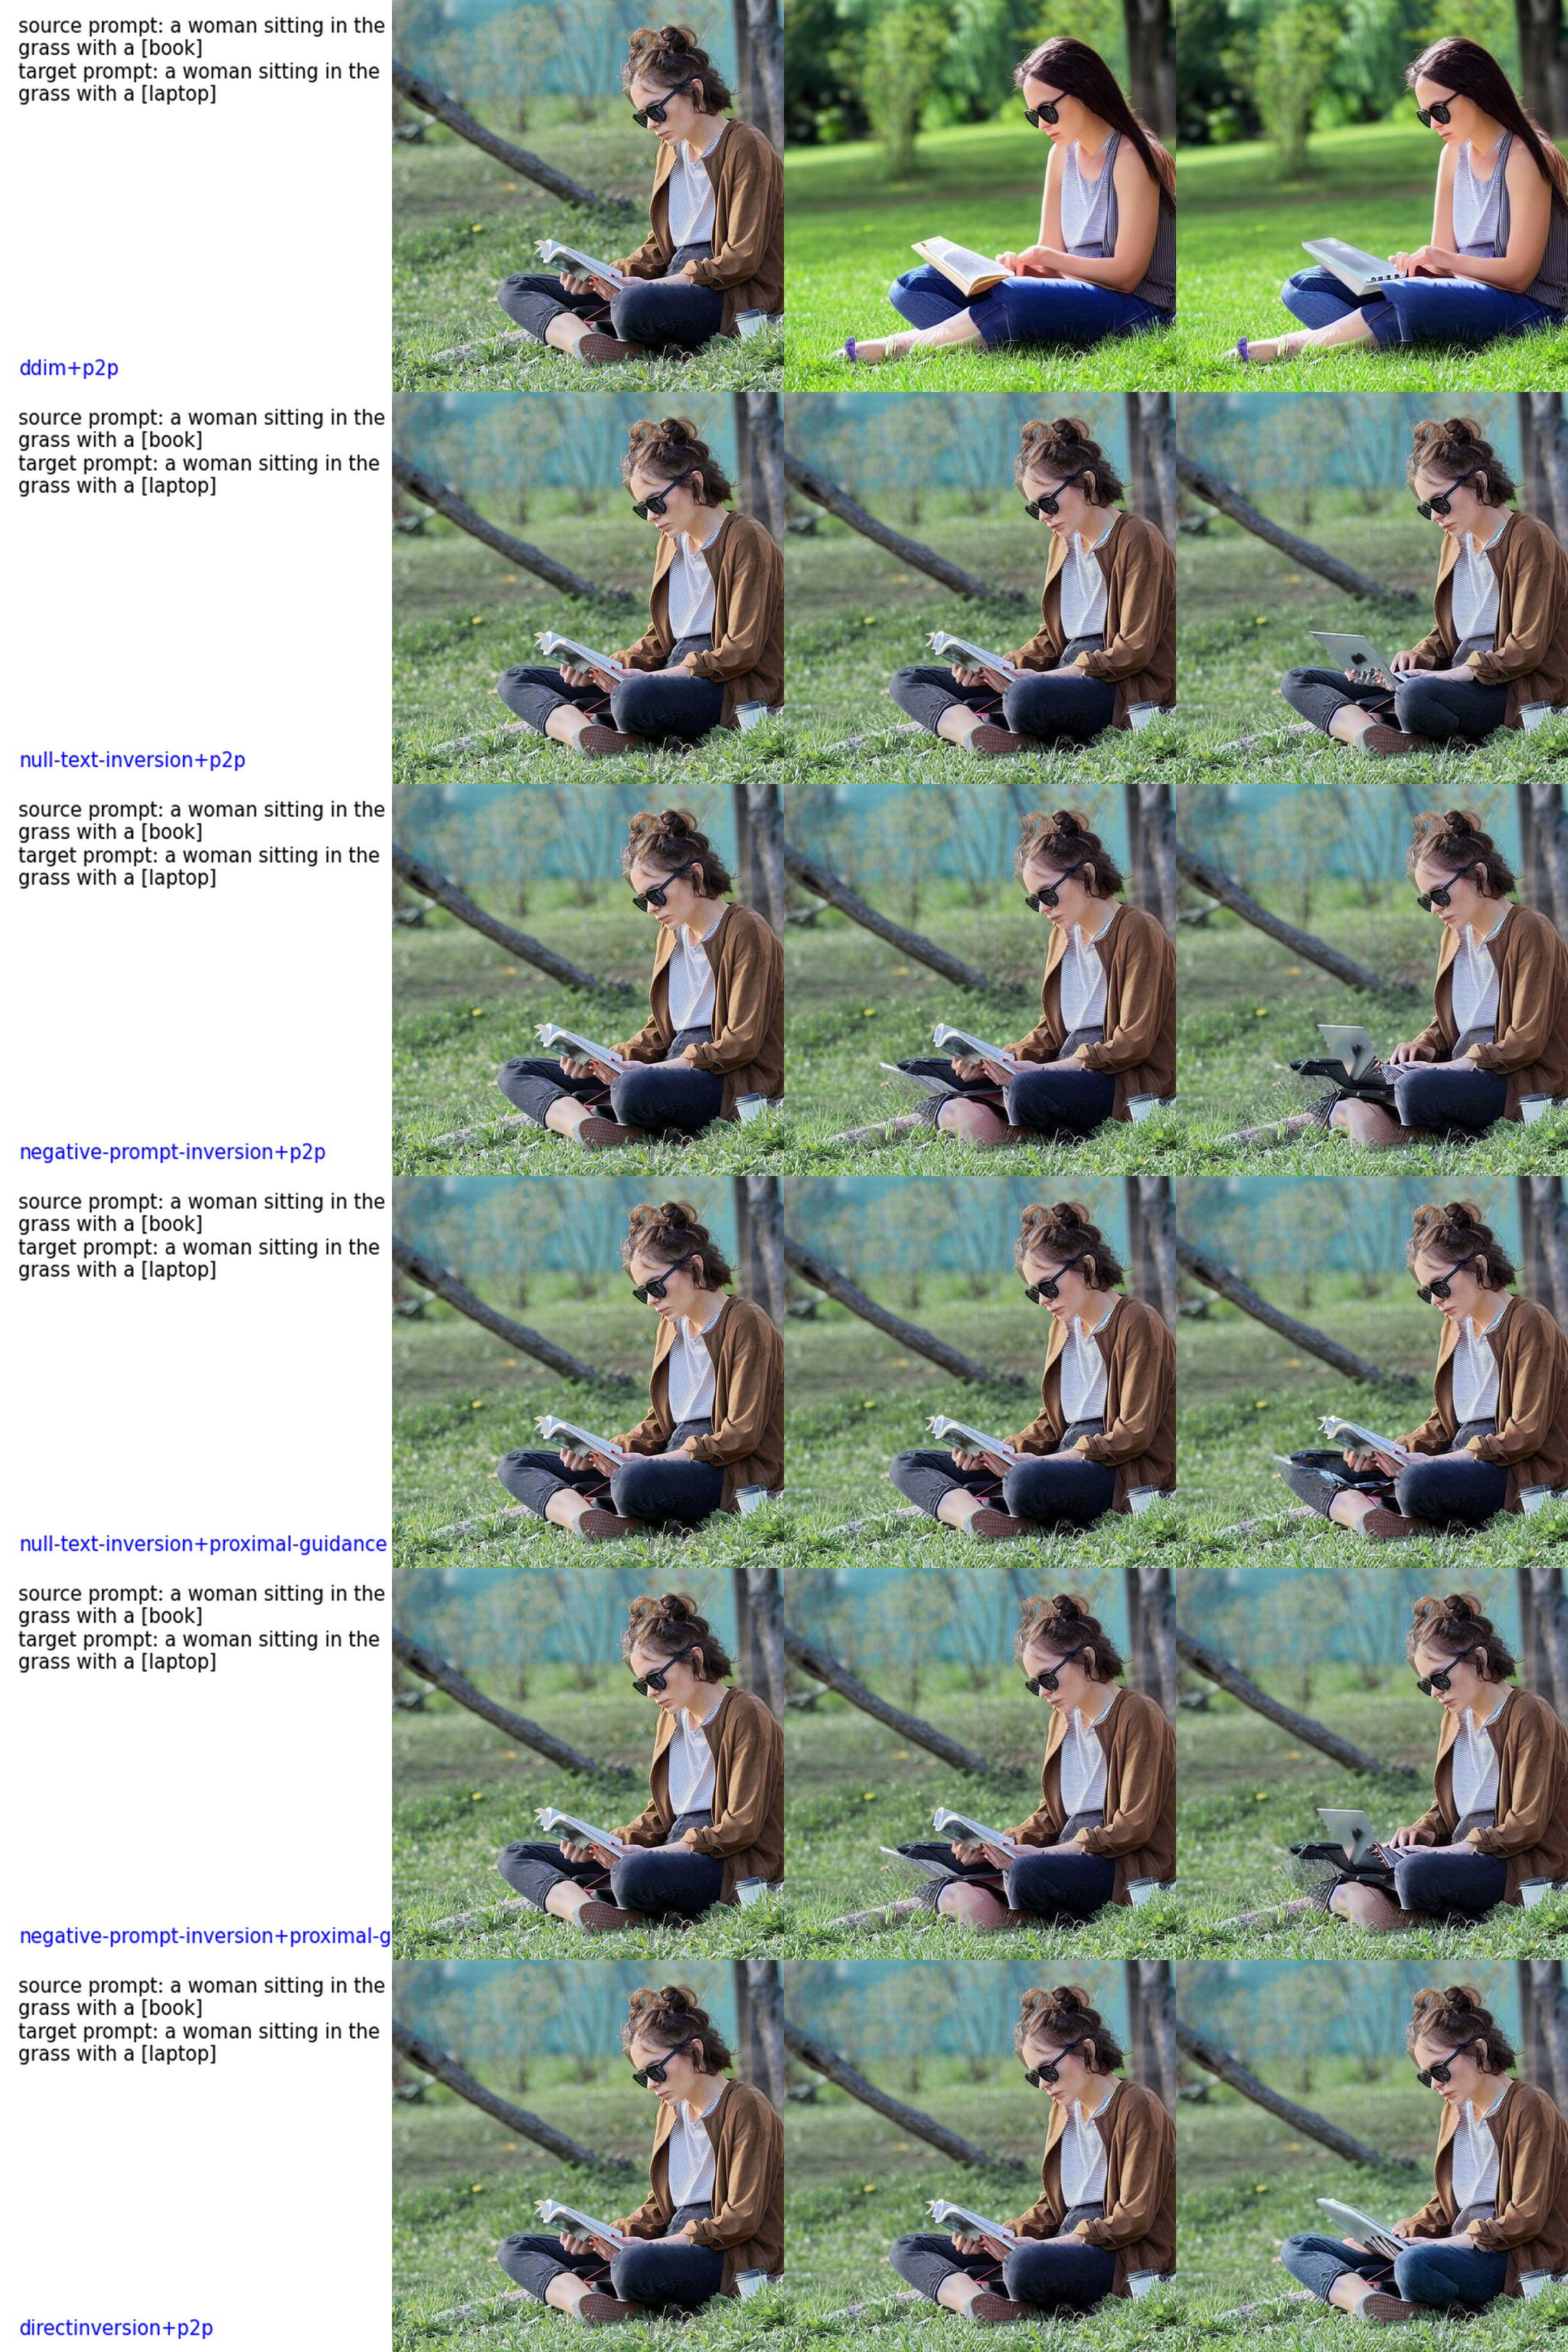 source prompt: a woman sitting in the
grass with a [book]
target prompt: a woman sitting in the
grass with a [laptop]
ddim+p2p
source prompt: a woman sitting in the
grass with a [book]
target prompt: a woman sitting in the
grass with a [laptop]
null-text-inversion+p2p
source prompt: a woman sitting in the
grass with a [book]
target prompt: a woman sitting in the
grass with a [laptop]
negative-prompt-inversion+p2p
source prompt: a woman sitting in the
grass with a [book]
target prompt: a woman sitting in the
grass with a [laptop]
null-text-inversion+proximal-guidance
source prompt: a woman sitting in the
grass with a [book]
target prompt: a woman sitting in the
grass with a [laptop]
negative-prompt-inversion+proximal-g
source prompt: a woman sitting in the
grass with a [book]
target prompt: a woman sitting in the
grass with a [laptop]
directinversion+p2p